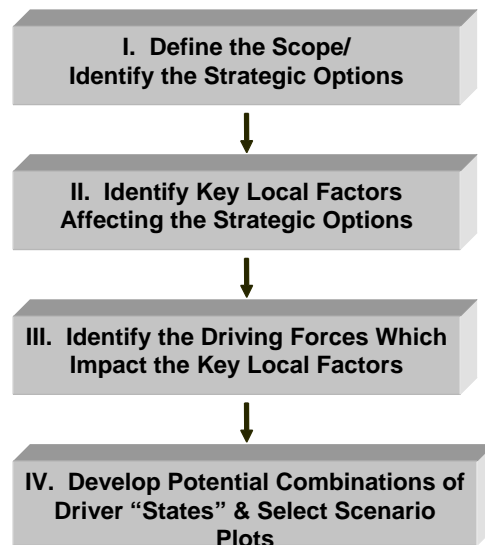 I. Define the Scope/
Identify the Strategic Options
II. Identify Key Local Factors
Affecting the Strategic Options
III. Identify the Driving Forces Which
Impact the Key Local Factors
IV. Develop Potential Combinations of
Driver “States” & Select Scenario
Plots